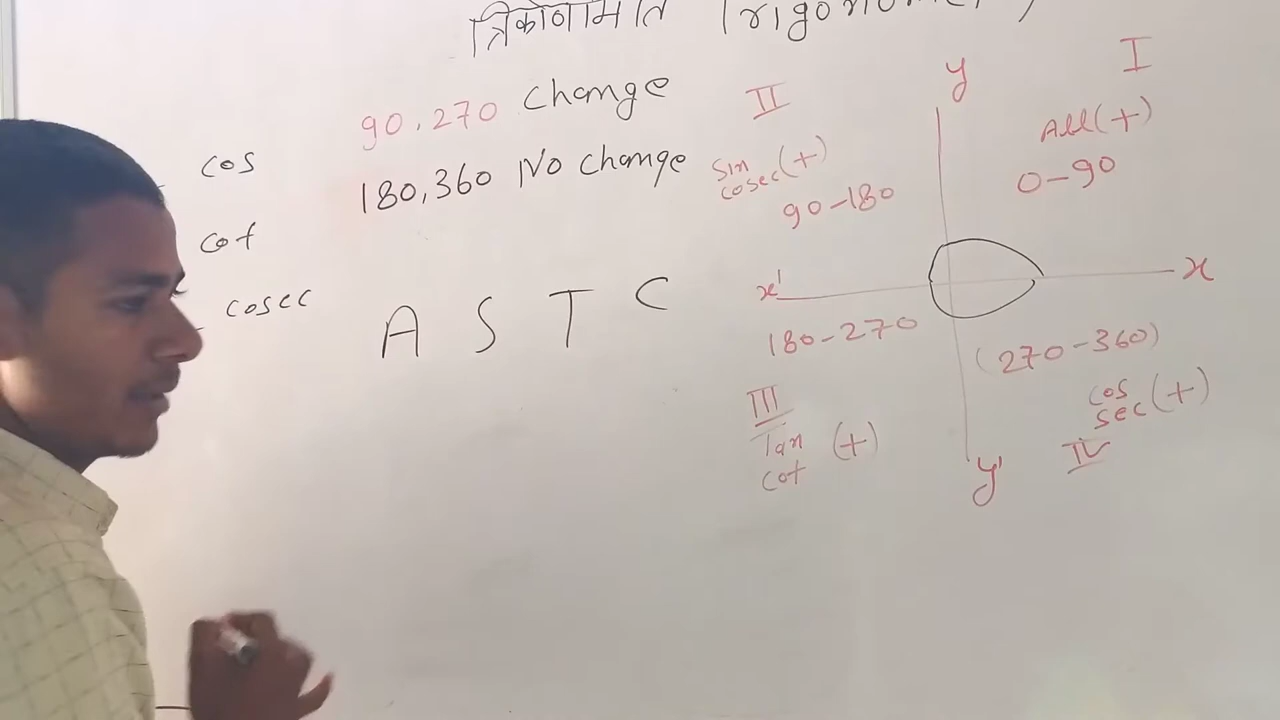 त्रिकोणमिति
90, 270 Change
180, 360 No change
cos
cot
cosec
A S T C
II
sin
cosec (+)
90-180
y
I
All (+)
0-90
x'
x
180-270
III
Tan
cot (+)
(270-360)
cos
sec (+)
IV
y'